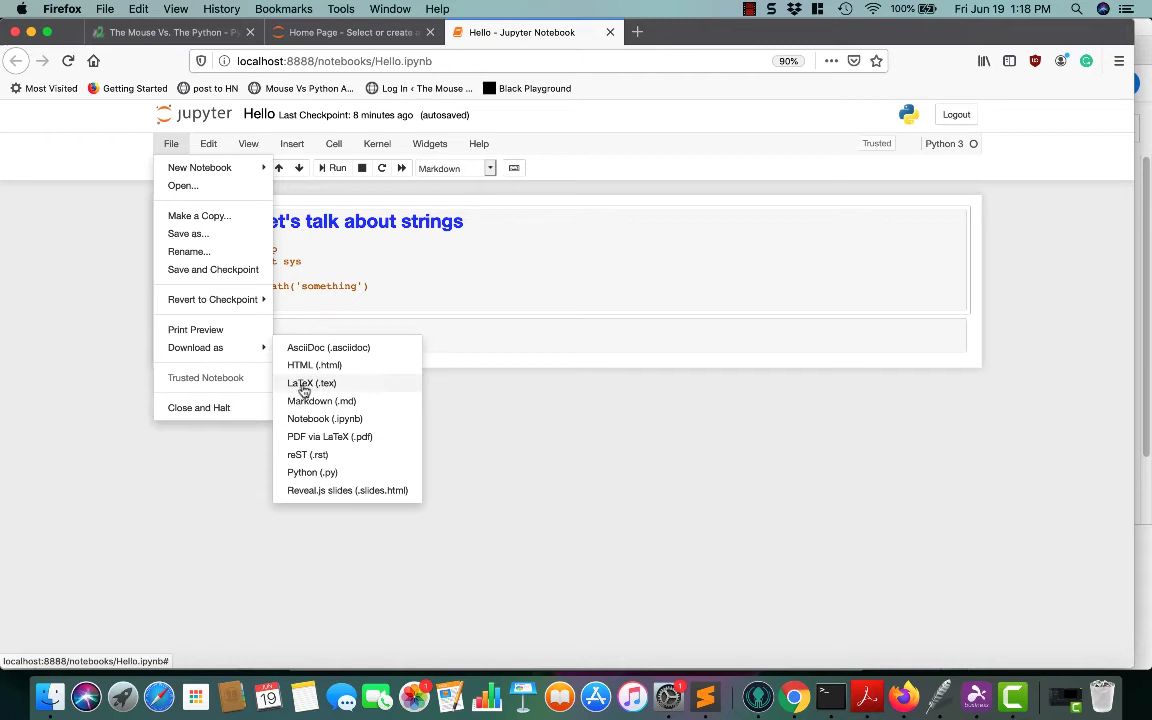 Firefox File Edit View History Bookmarks Tools Window Help 100% Fri Jun 19 1:18 PM
The Mouse Vs. The Python - Py Home Page - Select or create a Hello - Jupyter Notebook
localhost:8888/notebooks/Hello.ipynb 90%
Most Visited Getting Started post to HN Mouse Vs Python A... Log In ‹ The Mouse ... Black Playground
jupyter Hello Last Checkpoint: 8 minutes ago (autosaved) Logout
File Edit View Insert Cell Kernel Widgets Help Trusted Python 3
New Notebook Run Markdown
Open...
Make a Copy...
Save as...
Rename...
Save and Checkpoint
Revert to Checkpoint
Print Preview
Download as
Trusted Notebook
Close and Halt
et's talk about strings
p
t sys
ath('something')
AsciiDoc (.asciidoc)
HTML (.html)
LaTeX (.tex)
Markdown (.md)
Notebook (.ipynb)
PDF via LaTeX (.pdf)
reST (.rst)
Python (.py)
Reveal.js slides (.slides.html)
localhost:8888/notebooks/Hello.ipynb#
JUN
19
1
1
business